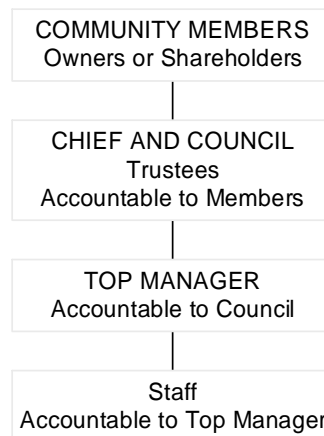 COMMUNITY MEMBERS
Owners or Shareholders
CHIEF AND COUNCIL
Trustees
Accountable to Members
TOP MANAGER
Accountable to Council
Staff
Accountable to Top Manager